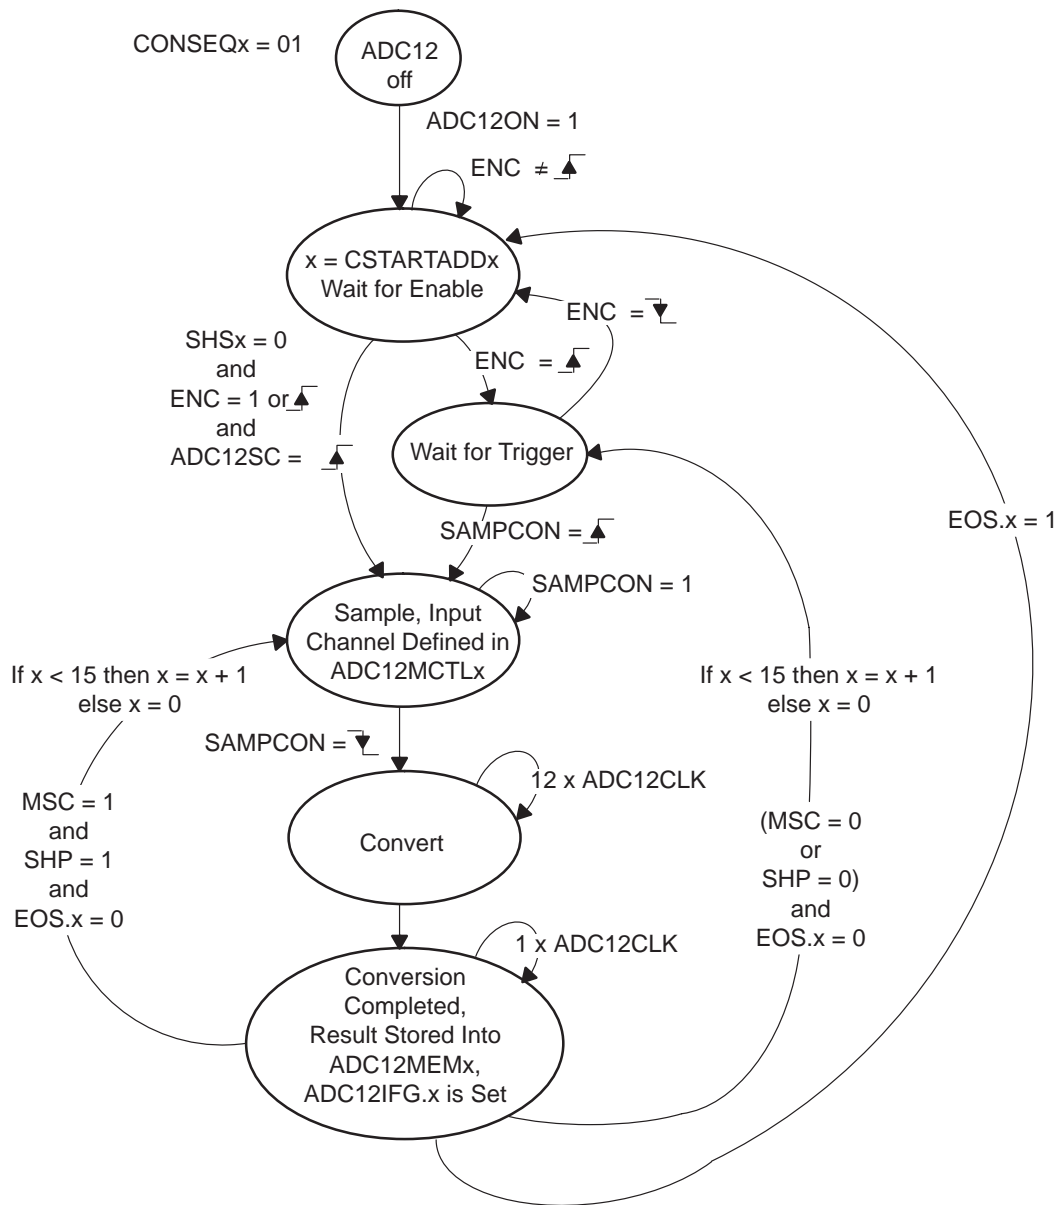 CONSEQx = 01
ADC12
off
ADC12ON = 1
ENC ≠
x = CSTARTADDx
Wait for Enable
ENC =
SHSx = 0
and
ENC = 1 or
and
ADC12SC =
ENC =
Wait for Trigger
EOS.x = 1
SAMPCON =
SAMPCON = 1
Sample, Input
Channel Defined in
ADC12MCTLx
If x < 15 then x = x + 1
else x = 0
If x < 15 then x = x + 1
else x = 0
SAMPCON =
12 x ADC12CLK
MSC = 1
and
SHP = 1
and
EOS.x = 0
Convert
(MSC = 0
or
SHP = 0)
and
EOS.x = 0
1 x ADC12CLK
Conversion
Completed,
Result Stored Into
ADC12MEMx,
ADC12IFG.x is Set